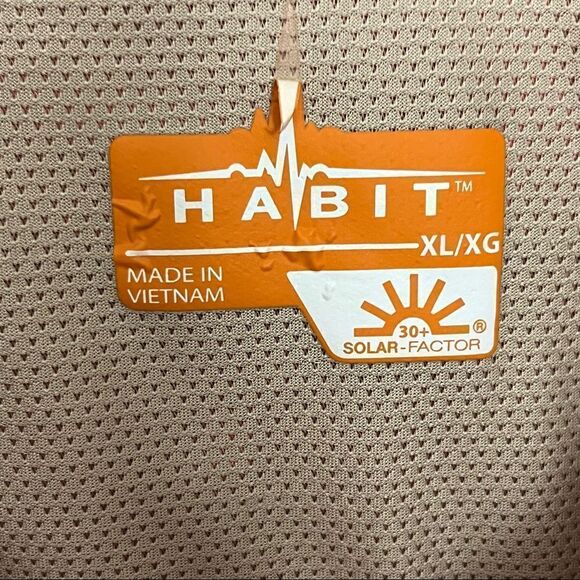 HABIT™
XL/XG
MADE IN
VIETNAM
30+
®
SOLAR-FACTOR